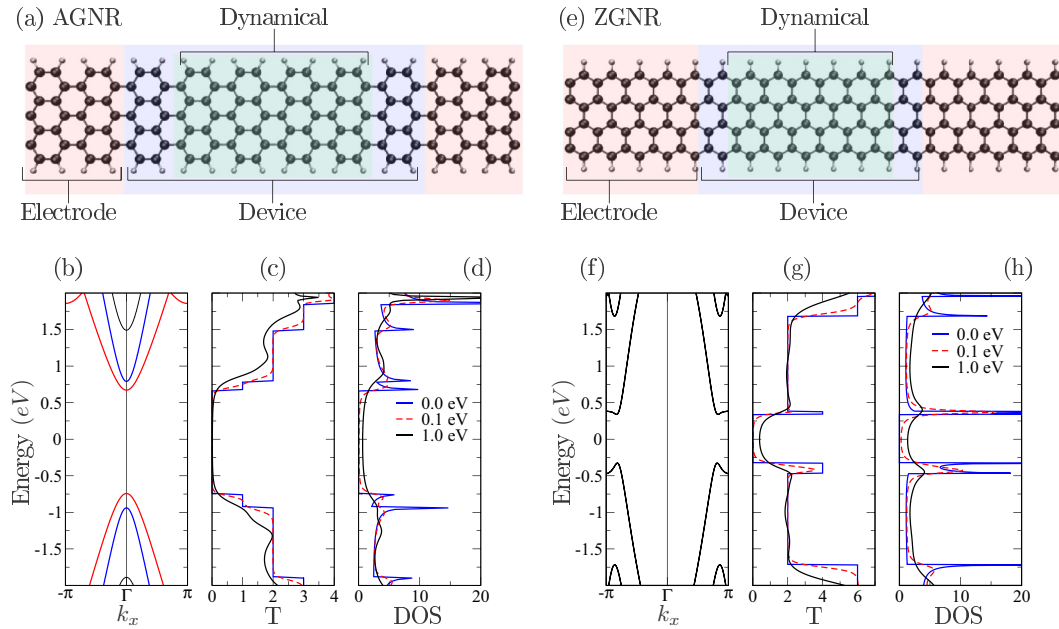 (a) AGNR
Dynamical
Electrode
Device
(e) ZGNR
Dynamical
Electrode
Device
(b)
Energy (eV)
1.5
1
0.5
0
-0.5
-1
-1.5
-π Γ π
kx
(c)
0 1 2 3 4
T
(d)
0.0 eV
0.1 eV
1.0 eV
0 10 20
DOS
(f)
Energy (eV)
1.5
1
0.5
0
-0.5
-1
-1.5
-π Γ π
kx
(g)
0 2 4 6
T
(h)
0.0 eV
0.1 eV
1.0 eV
0 10 20
DOS